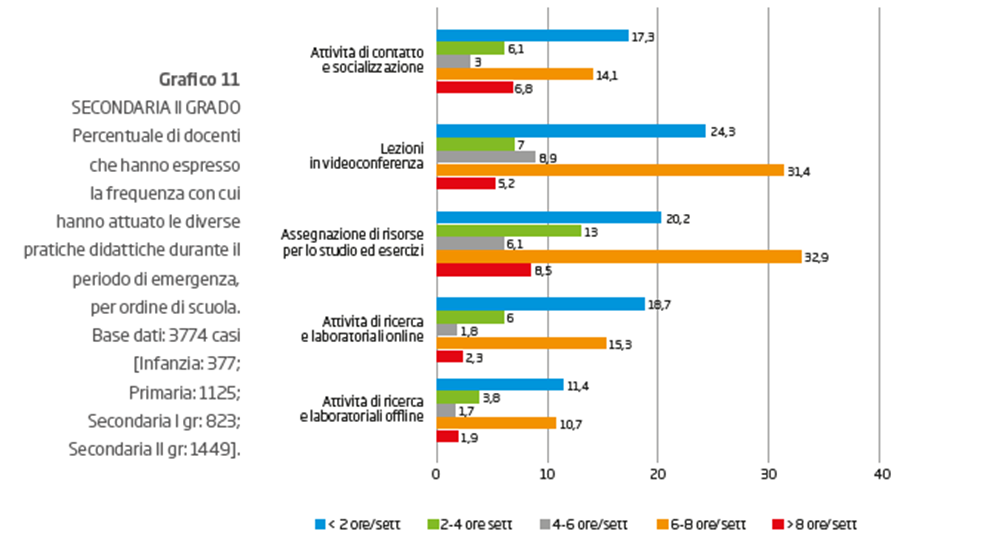 Grafico 11
SECONDARIA II GRADO
Percentuale di docenti
che hanno espresso
la frequenza con cui
hanno attuato le diverse
pratiche didattiche durante il
periodo di emergenza,
per ordine di scuola.
Base dati: 3774 casi
[Infanzia: 377;
Primaria: 1125;
Secondaria I gr: 823;
Secondaria II gr: 1449].
Attività di contatto
e socializzazione
17,3
6,1
3
14,1
6,8
Lezioni
in videoconferenza
24,3
7
8,9
31,4
5,2
Assegnazione di risorse
per lo studio ed esercizi
20,2
13
6,1
32,9
8,5
Attività di ricerca
e laboratoriali online
18,7
6
1,8
15,3
2,3
Attività di ricerca
e laboratoriali offline
11,4
3,8
1,7
10,7
1,9
0 10 20 30 40
< 2 ore/sett 2-4 ore sett 4-6 ore/sett 6-8 ore/sett >8 ore/sett